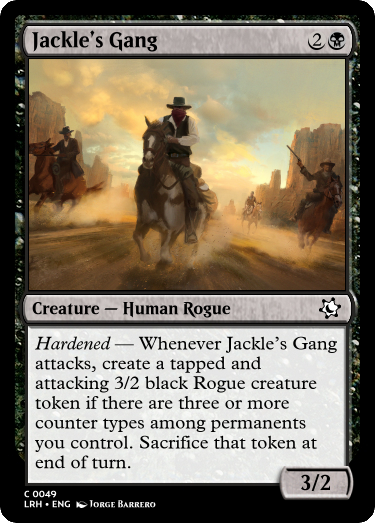 Jackle's Gang 2
Creature — Human Rogue
Hardened — Whenever Jackle's Gang
attacks, create a tapped and
attacking 3/2 black Rogue creature
token if there are three or more
counter types among permanents
you control. Sacrifice that token at
end of turn.
3/2
C 0049
LRH • ENG Jorge Barrero